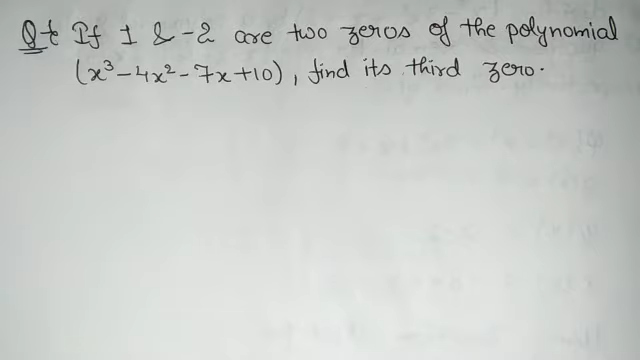 Q:- If 1 & -2 are two zeros of the polynomial
(x³-4x²-7x+10), find its third zero.